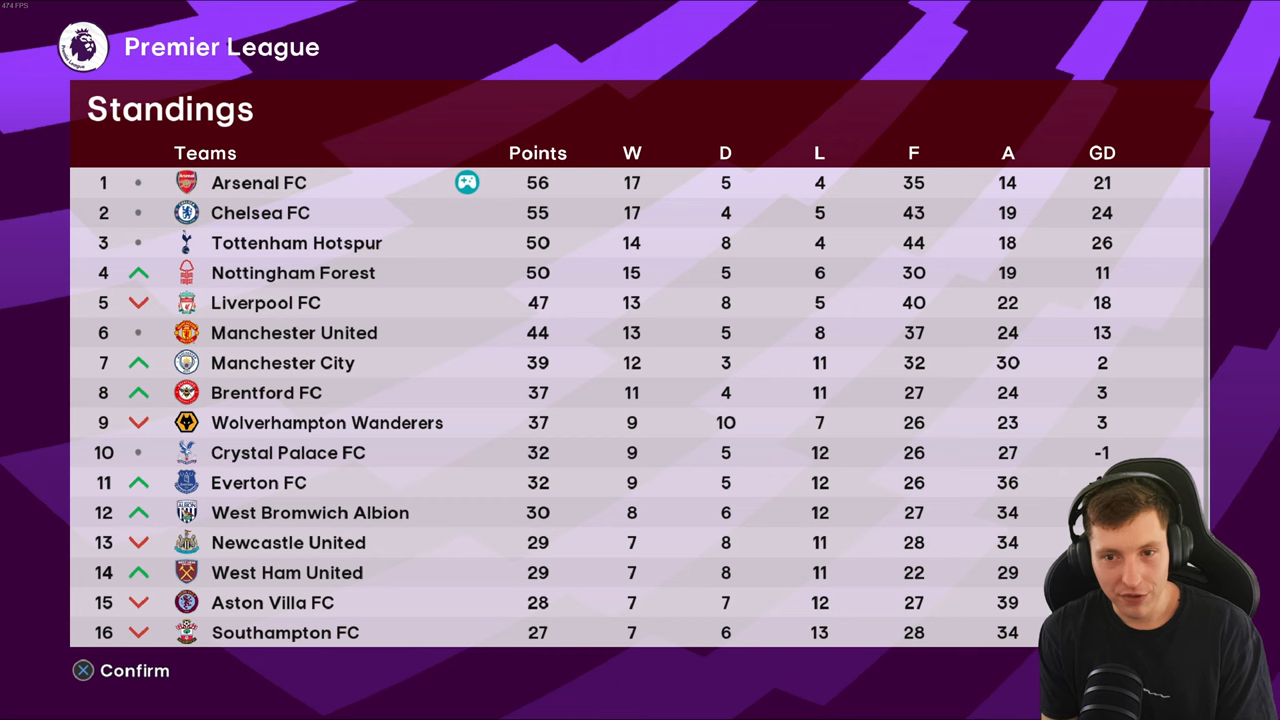 474 FPS
Premier League
Standings
Teams Points W D L F A GD
1 Arsenal FC 56 17 5 4 35 14 21
2 Chelsea FC 55 17 4 5 43 19 24
3 Tottenham Hotspur 50 14 8 4 44 18 26
4 Nottingham Forest 50 15 5 6 30 19 11
5 Liverpool FC 47 13 8 5 40 22 18
6 Manchester United 44 13 5 8 37 24 13
7 Manchester City 39 12 3 11 32 30 2
8 Brentford FC 37 11 4 11 27 24 3
9 Wolverhampton Wanderers 37 9 10 7 26 23 3
10 Crystal Palace FC 32 9 5 12 26 27 -1
11 Everton FC 32 9 5 12 26 36
12 West Bromwich Albion 30 8 6 12 27 34
13 Newcastle United 29 7 8 11 28 34
14 West Ham United 29 7 8 11 22 29
15 Aston Villa FC 28 7 7 12 27 39
16 Southampton FC 27 7 6 13 28 34
Confirm